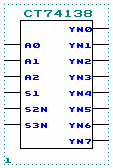 CT74138
YN0
A0 YN1
A1 YN2
A2 YN3
S1 YN4
S2N YN5
S3N YN6
YN7
1